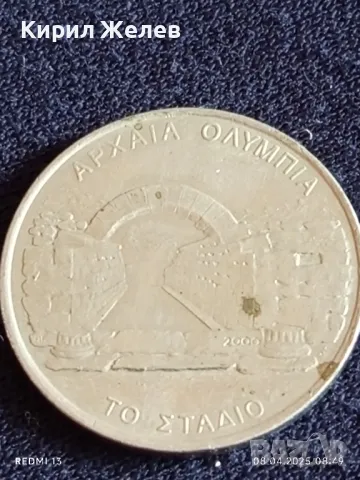 Кирил Желев
ΑΡΧΑΙΑ ΟΛΥΜΠΙΑ
2000
ΤΟ ΣΤΑΔΙΟ
REDMI 13
08.04.2025 08:49